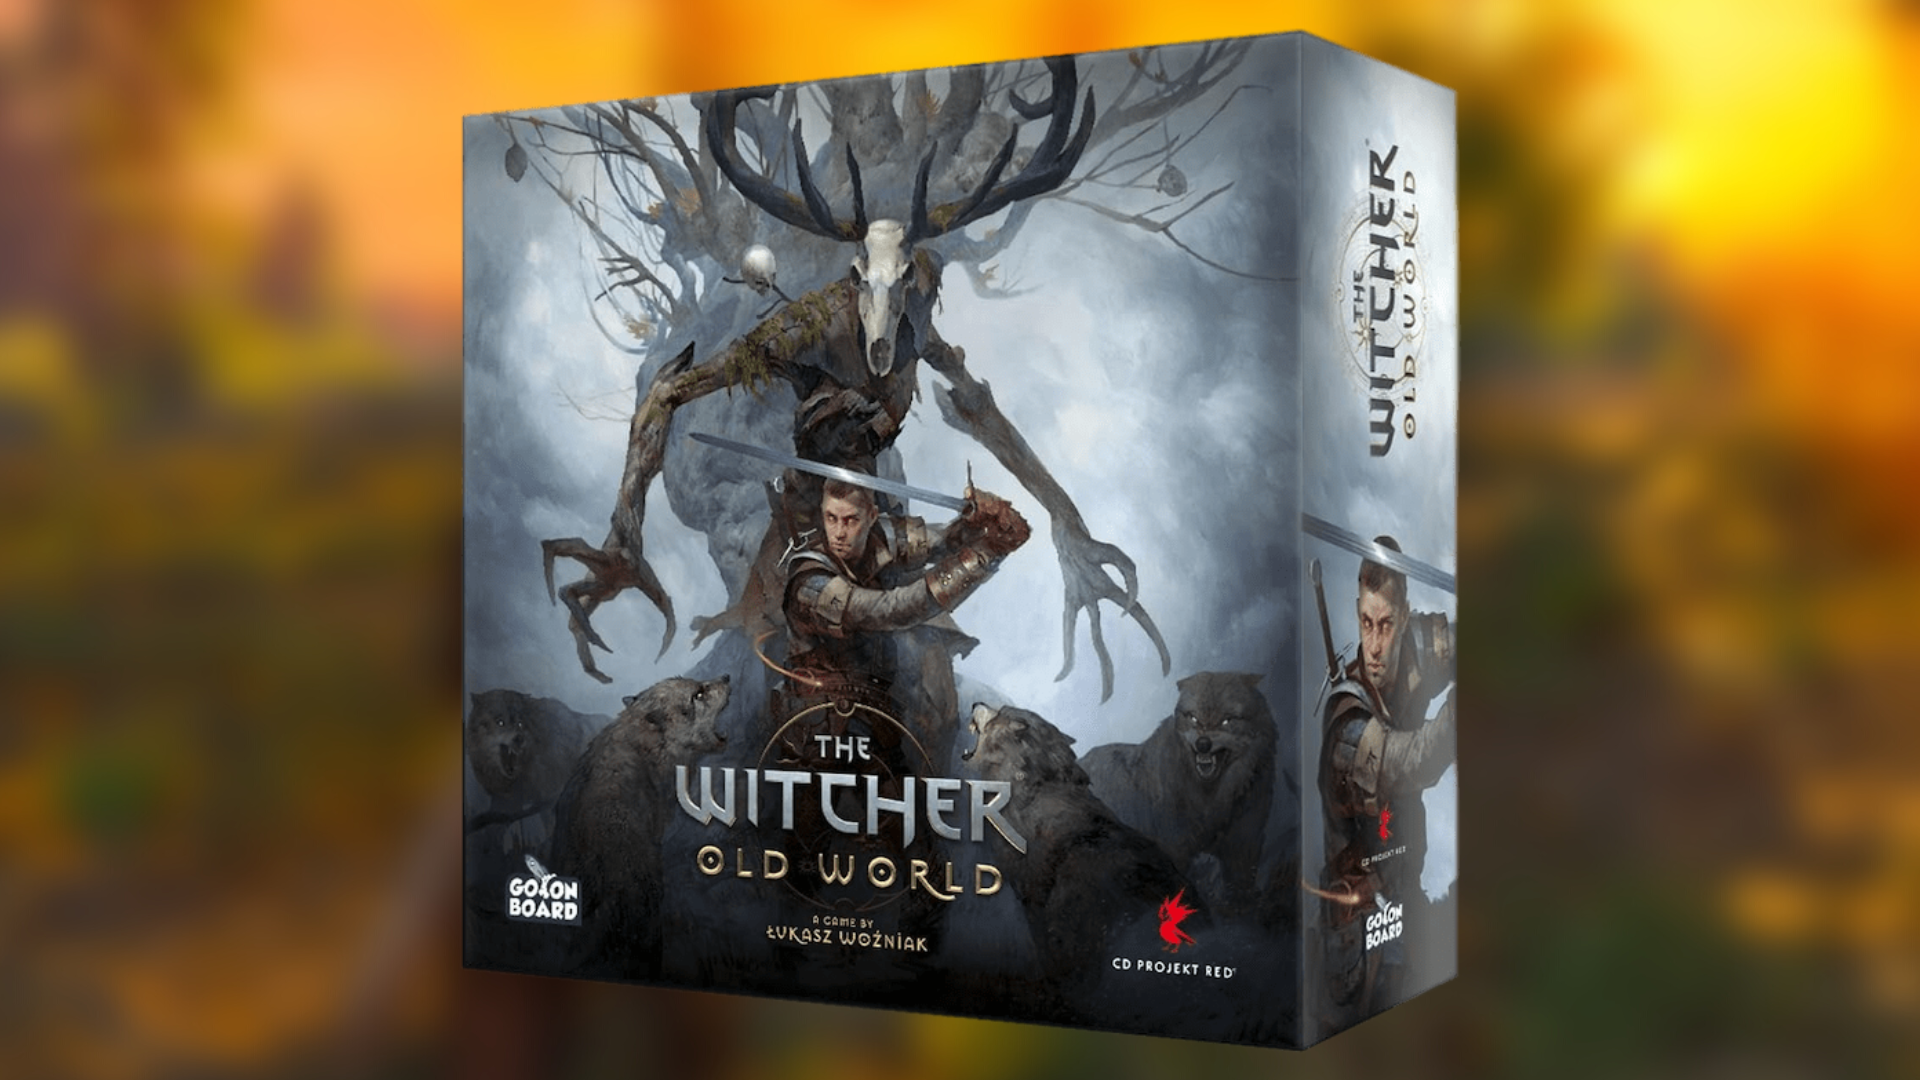 THE
WITCHER
OLD WORLD
A GAME BY
ŁUKASZ WOŹNIAK
GO ON
BOARD
CD PROJEKT RED
THE
WITCHER
OLD WORLD
CD PROJEKT RED
GO ON
BOARD